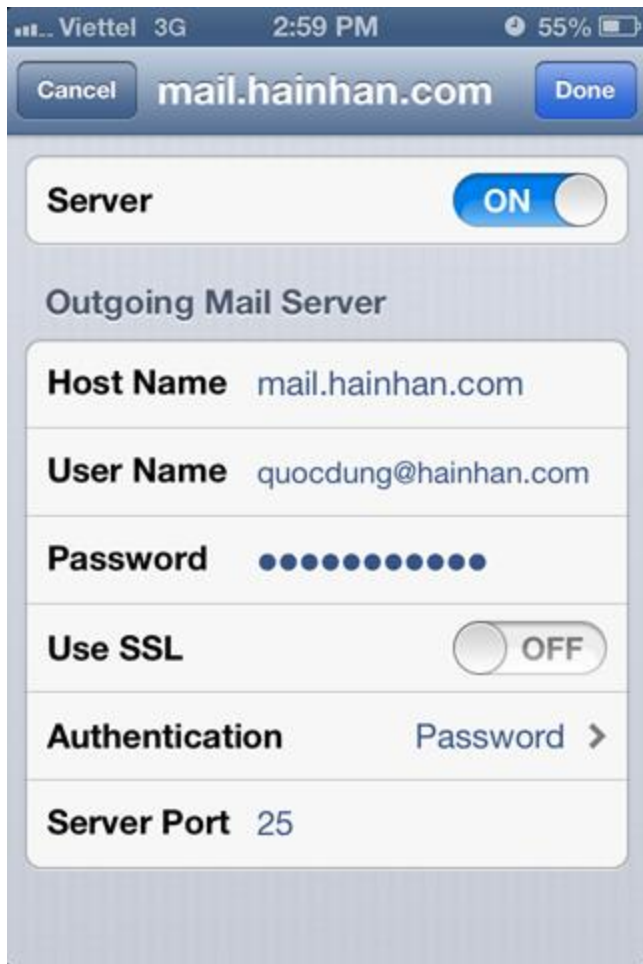 Viettel 3G 2:59 PM 55%
Cancel mail.hainhan.com Done
Server ON
Outgoing Mail Server
Host Name mail.hainhan.com
User Name quocdung@hainhan.com
Password ●●●●●●●●●●●
Use SSL OFF
Authentication Password
Server Port 25